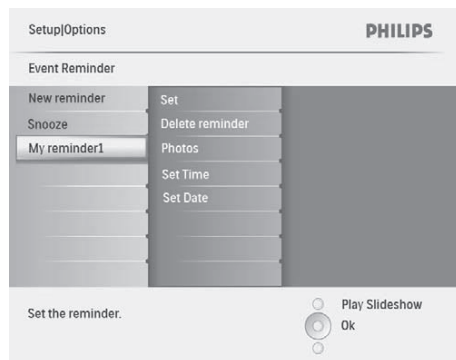 Setup|Options
PHILIPS
Event Reminder
New reminder
Snooze
My reminder1
Set
Delete reminder
Photos
Set Time
Set Date
Set the reminder.
Play Slideshow
Ok